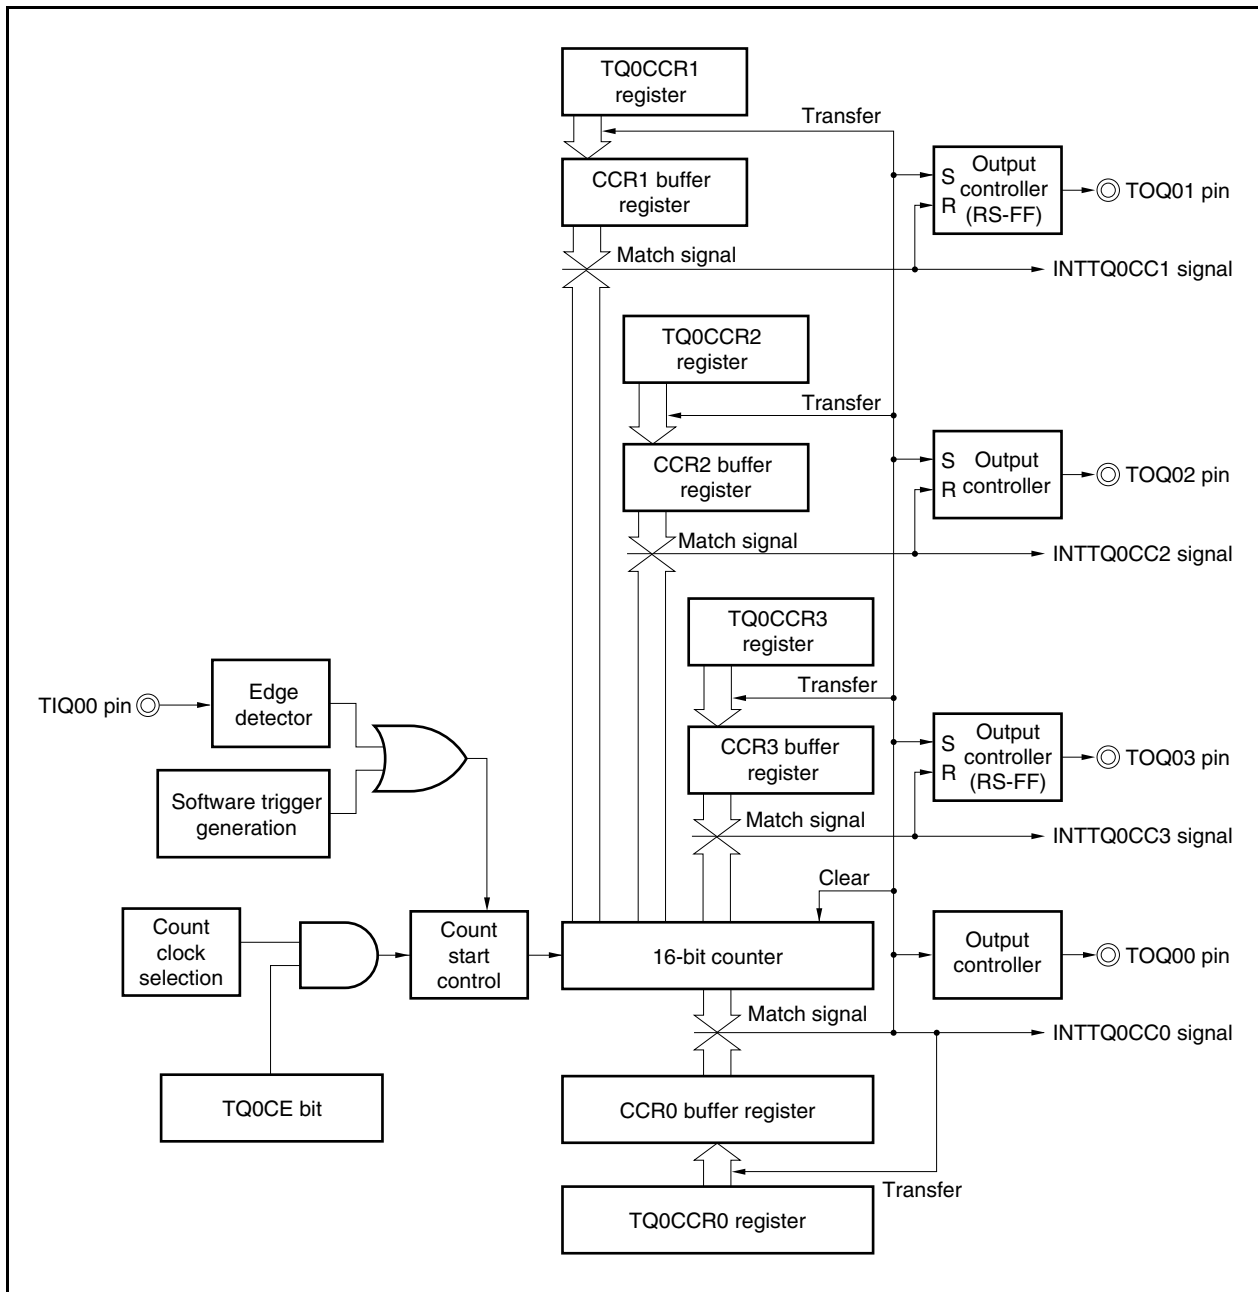 TQ0CCR1
register
Transfer
CCR1 buffer
register
S
R
Output
controller
(RS-FF)
TOQ01 pin
Match signal
INTTQ0CC1 signal
TQ0CCR2
register
Transfer
CCR2 buffer
register
S
R
Output
controller
TOQ02 pin
Match signal
INTTQ0CC2 signal
TQ0CCR3
register
Transfer
TIQ00 pin
Edge
detector
CCR3 buffer
register
S
R
Output
controller
(RS-FF)
TOQ03 pin
Software trigger
generation
Match signal
INTTQ0CC3 signal
Clear
Count
clock
selection
Count
start
control
16-bit counter
Output
controller
TOQ00 pin
Match signal
INTTQ0CC0 signal
TQ0CE bit
CCR0 buffer register
Transfer
TQ0CCR0 register